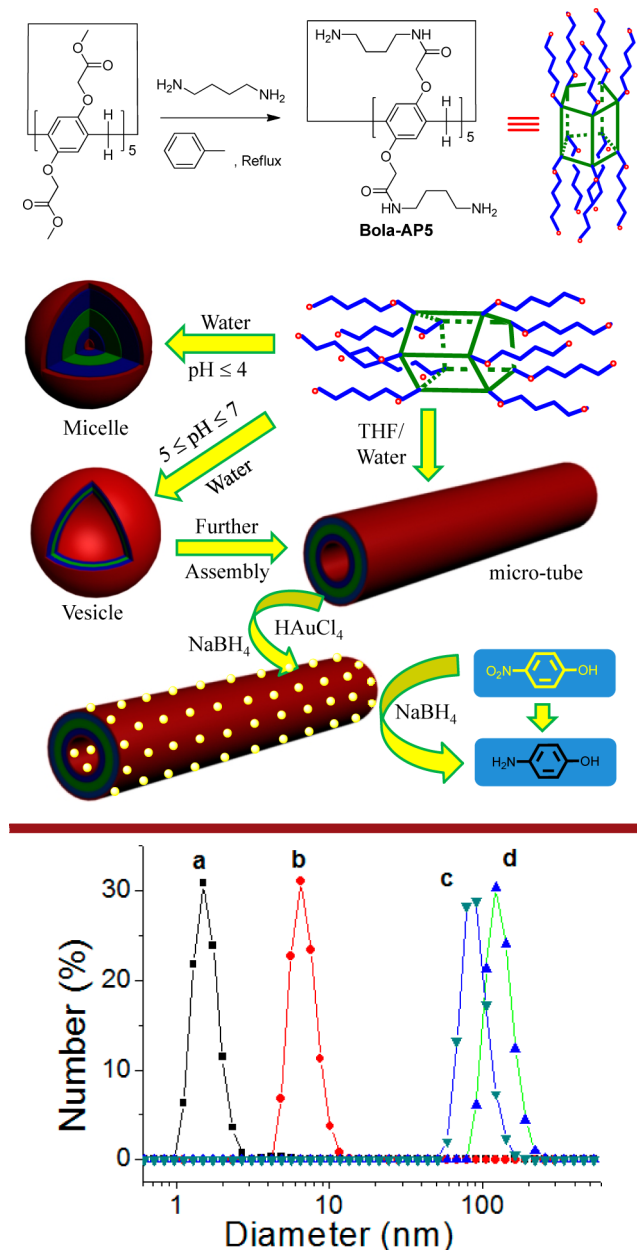 H₂N
NH
O
O
O
O
O
H
H
5
O
O
O
H₂N
NH₂
, Reflux
O
H
H
5
O
O
HN
NH₂
Bola-AP5
Water
pH ≤ 4
Micelle
5 ≤ pH ≤ 7
Water
THF/
Water
Vesicle
Further
Assembly
micro-tube
NaBH₄
HAuCl₄
O₂N
OH
NaBH₄
H₂N
OH
a
b
c
d
30
20
10
0
Number (%)
1
10
100
Diameter (nm)